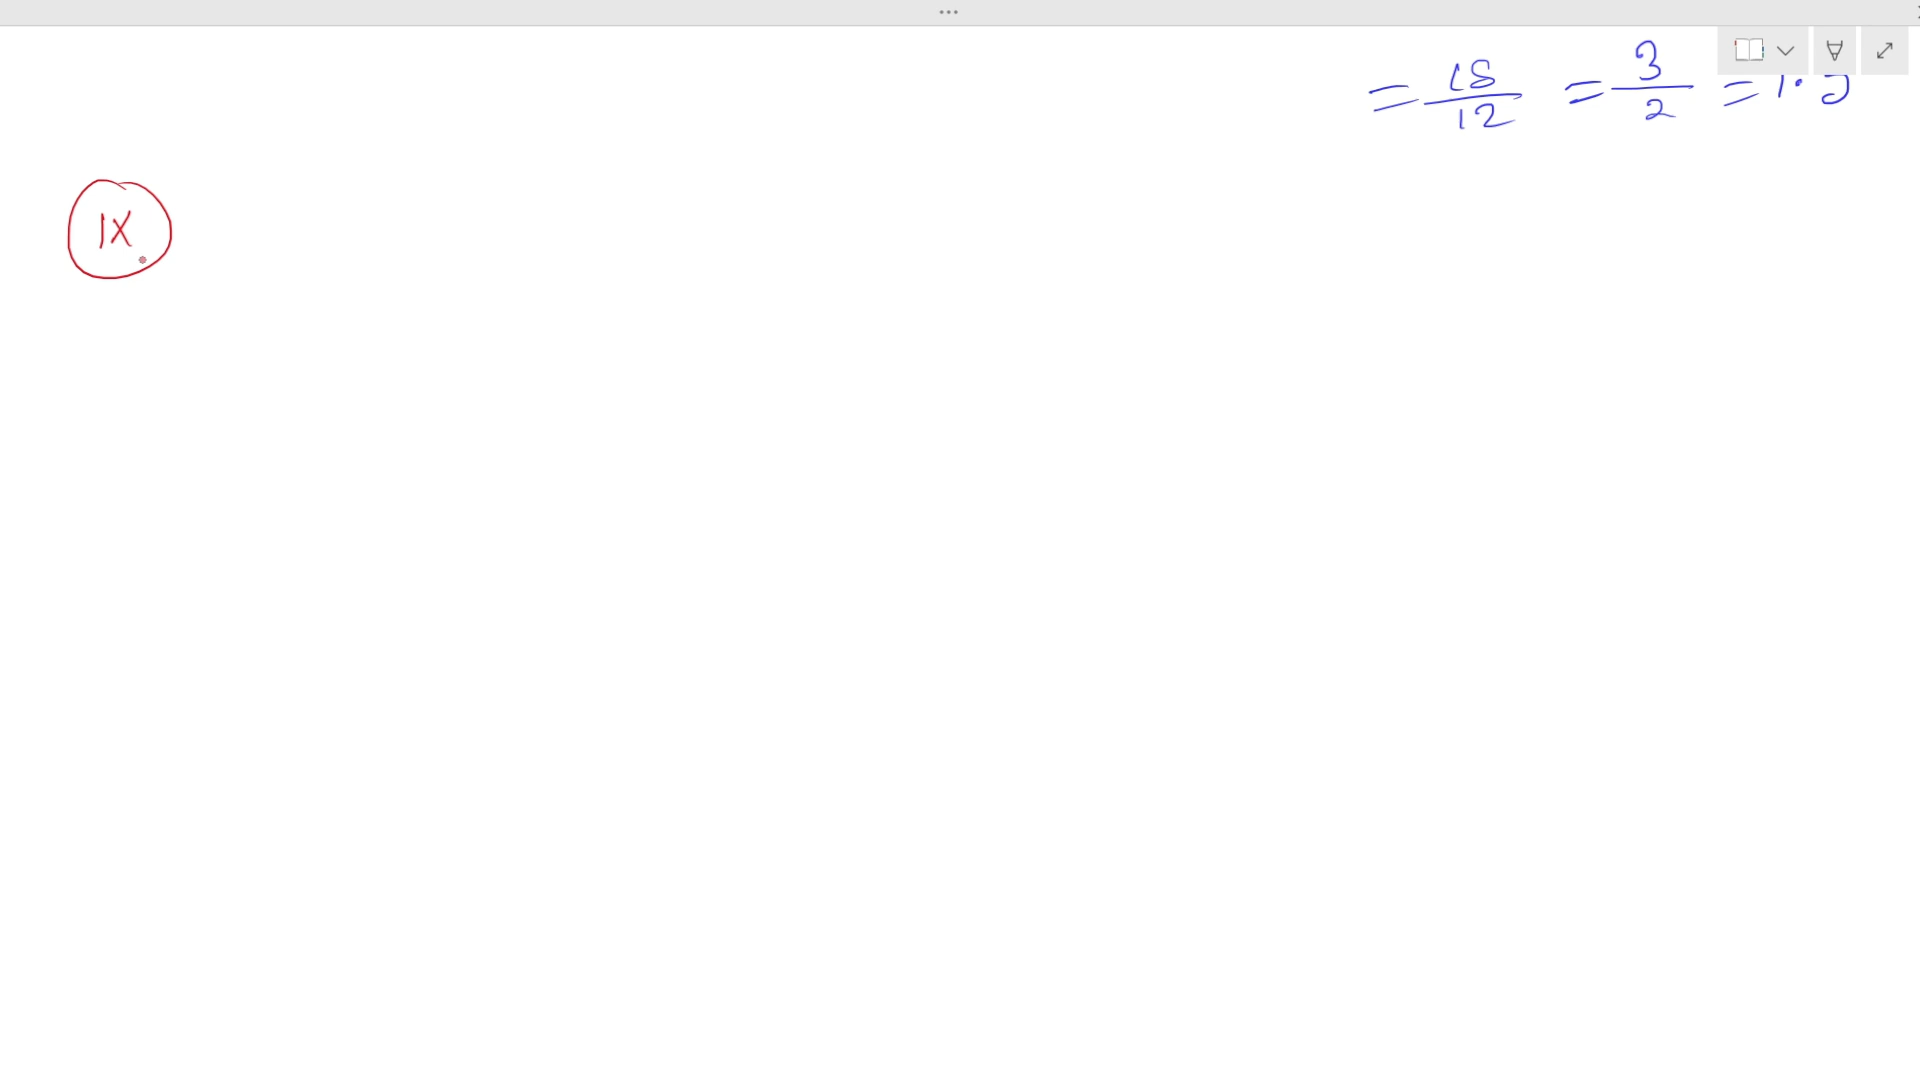 = 18/12 = 3/2 = 1.5
IX